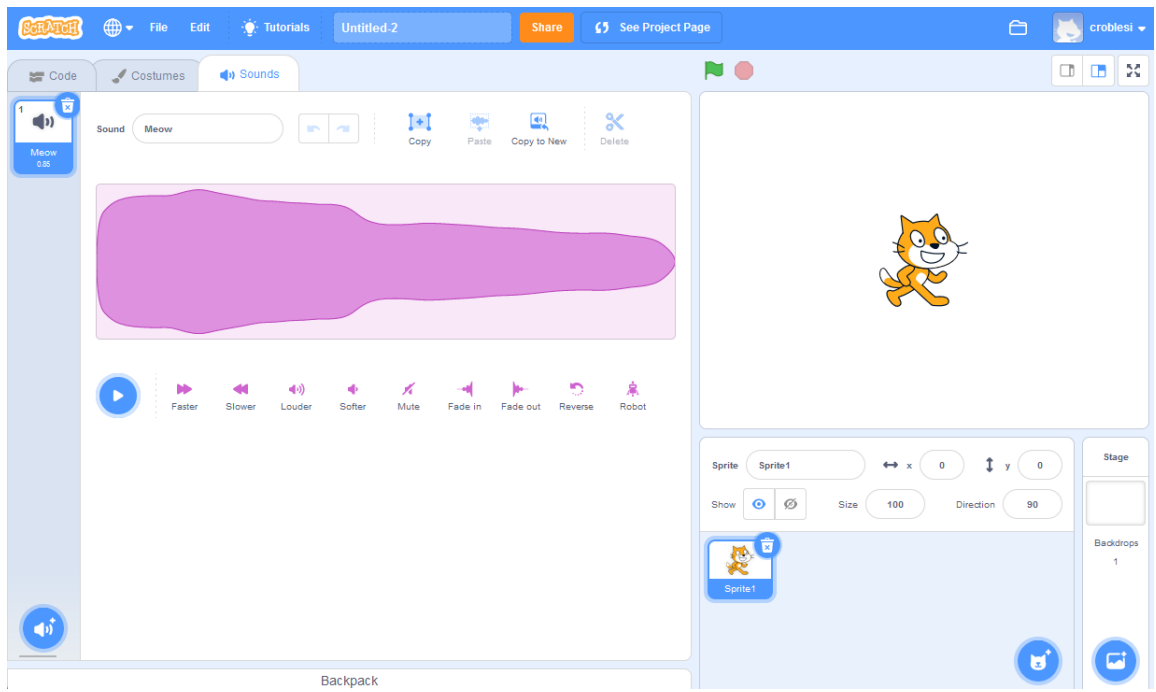 SCRATCH File Edit Tutorials Untitled-2 Share See Project Page croblesi
Code Costumes Sounds
1
Meow
0.85
Sound Meow
Copy Paste Copy to New Delete
Faster Slower Louder Softer Mute Fade in Fade out Reverse Robot
Sprite Sprite1 x 0 y 0
Show Size 100 Direction 90
Sprite1
Stage
Backdrops
1
Backpack